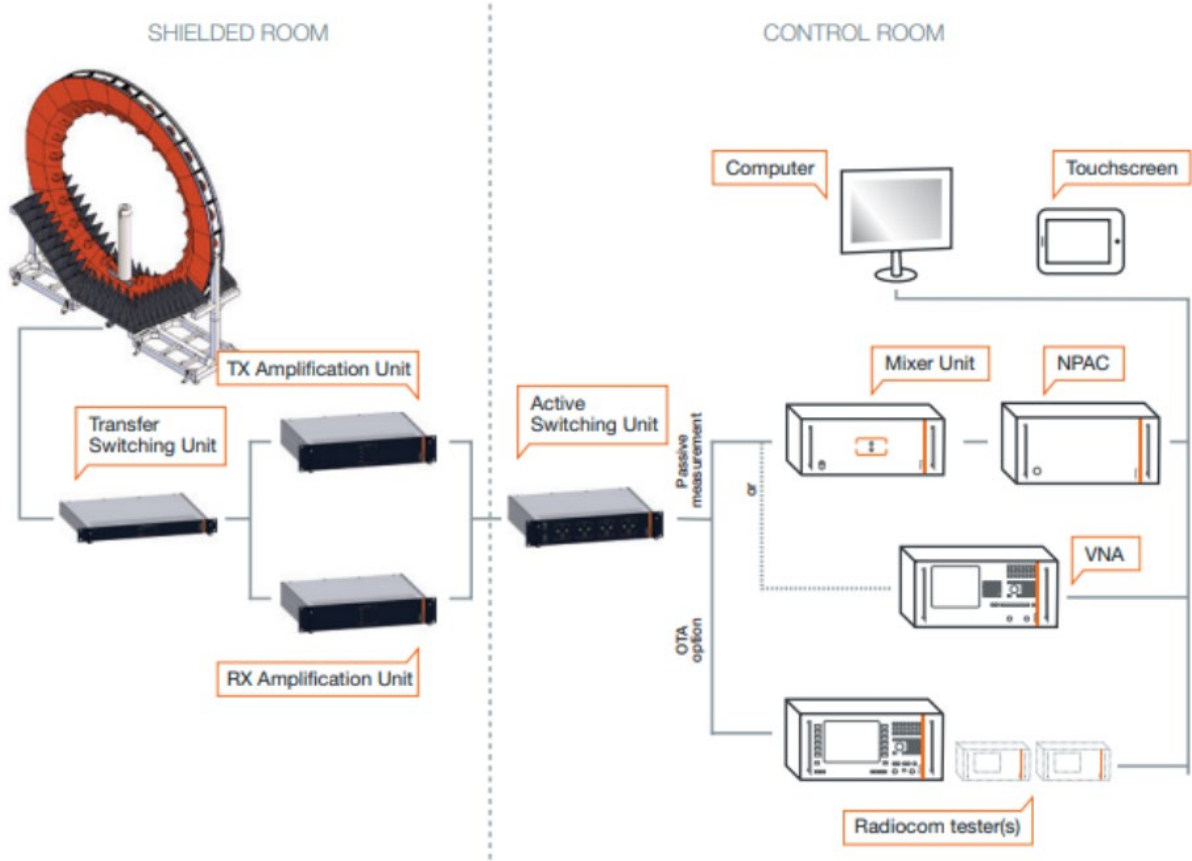 SHIELDED ROOM
CONTROL ROOM
Computer
Touchscreen
TX Amplification Unit
Mixer Unit
NPAC
Transfer
Switching Unit
Active
Switching Unit
Passive
measurement
or
VNA
OTA
option
RX Amplification Unit
Radiocom tester(s)